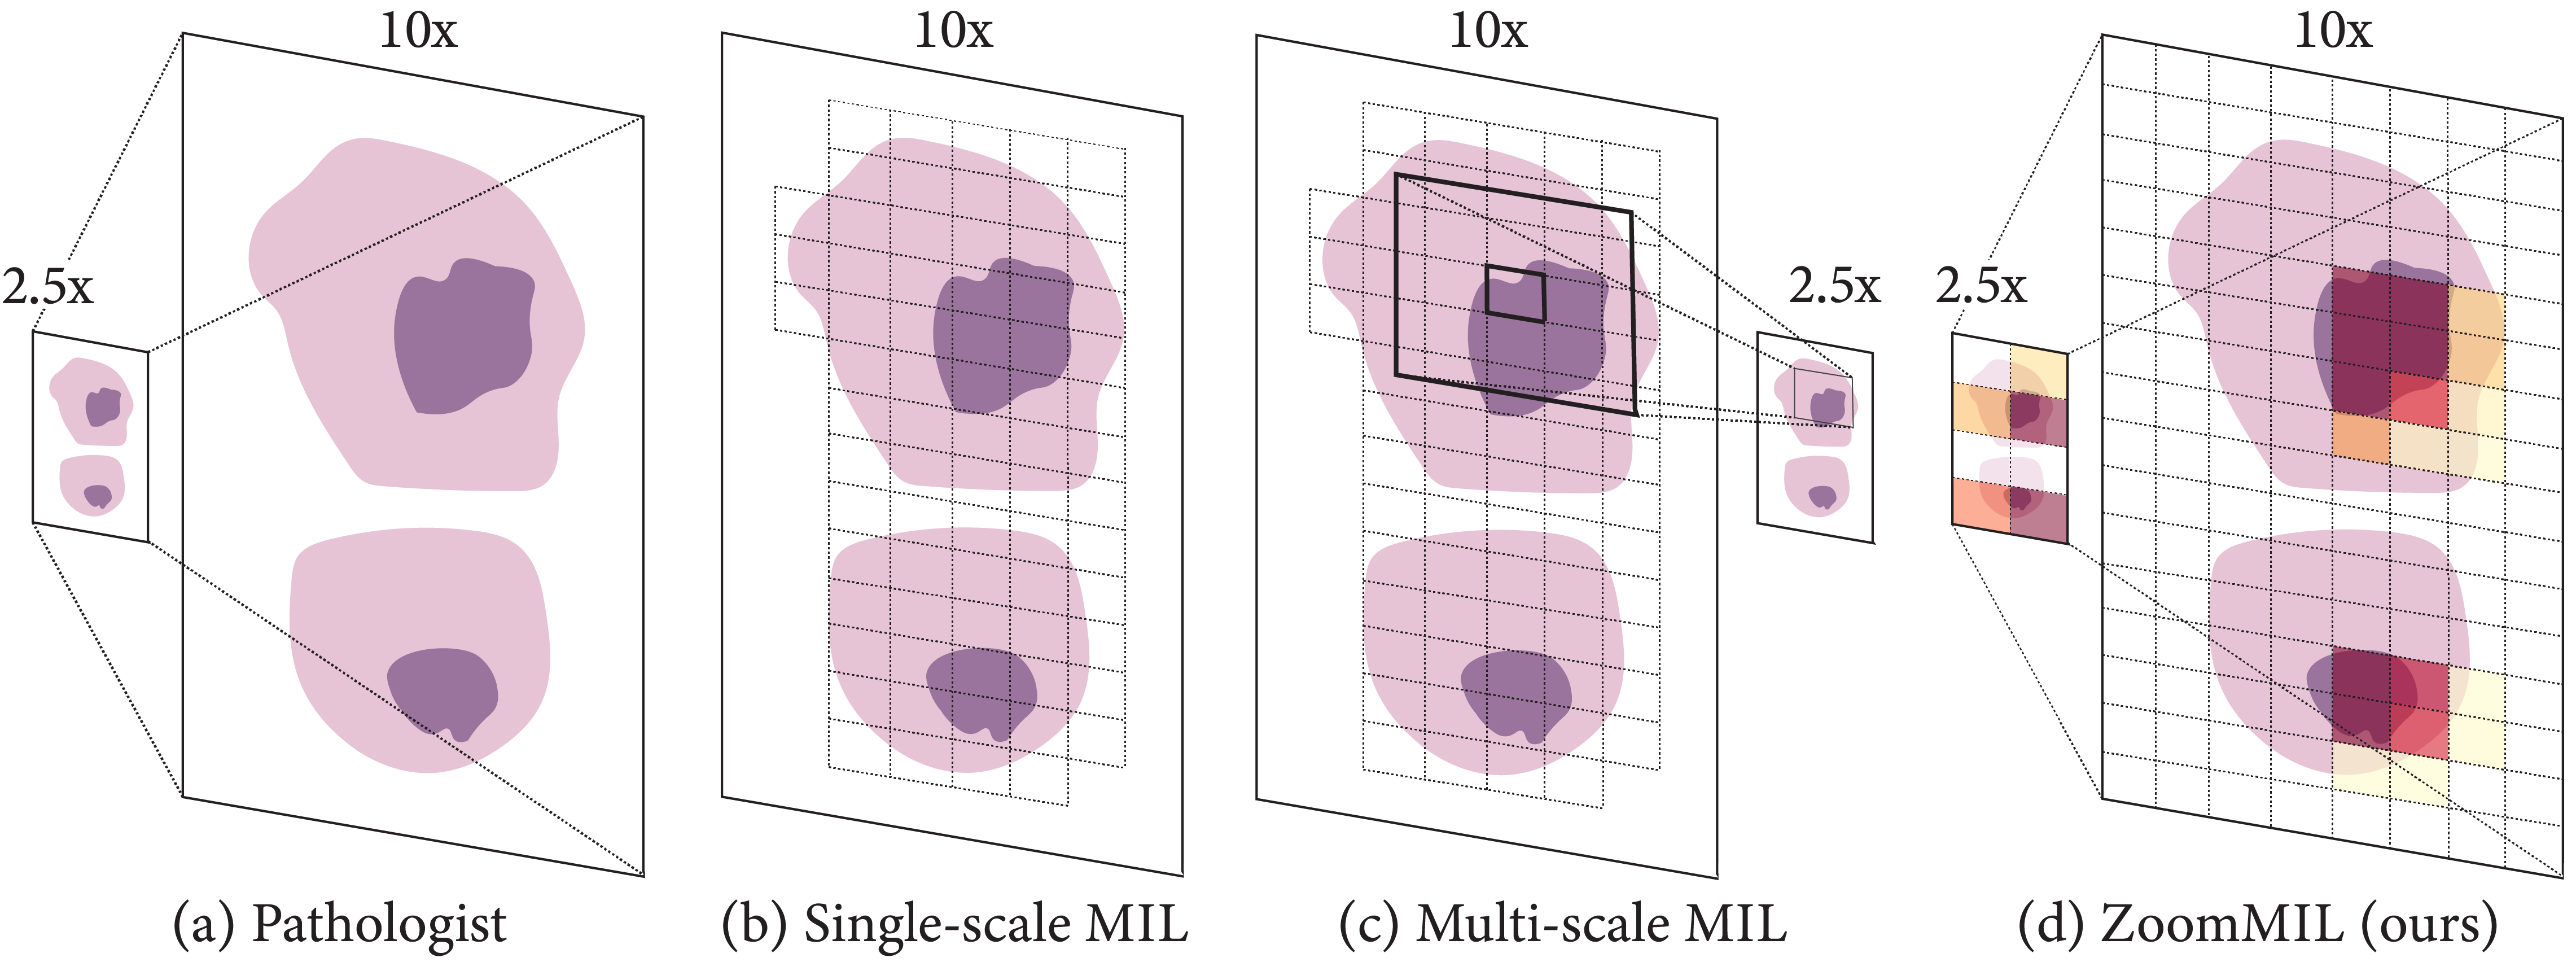 10x
2.5x
(a) Pathologist
10x
(b) Single-scale MIL
10x
2.5x
(c) Multi-scale MIL
2.5x
10x
(d) ZoomMIL (ours)